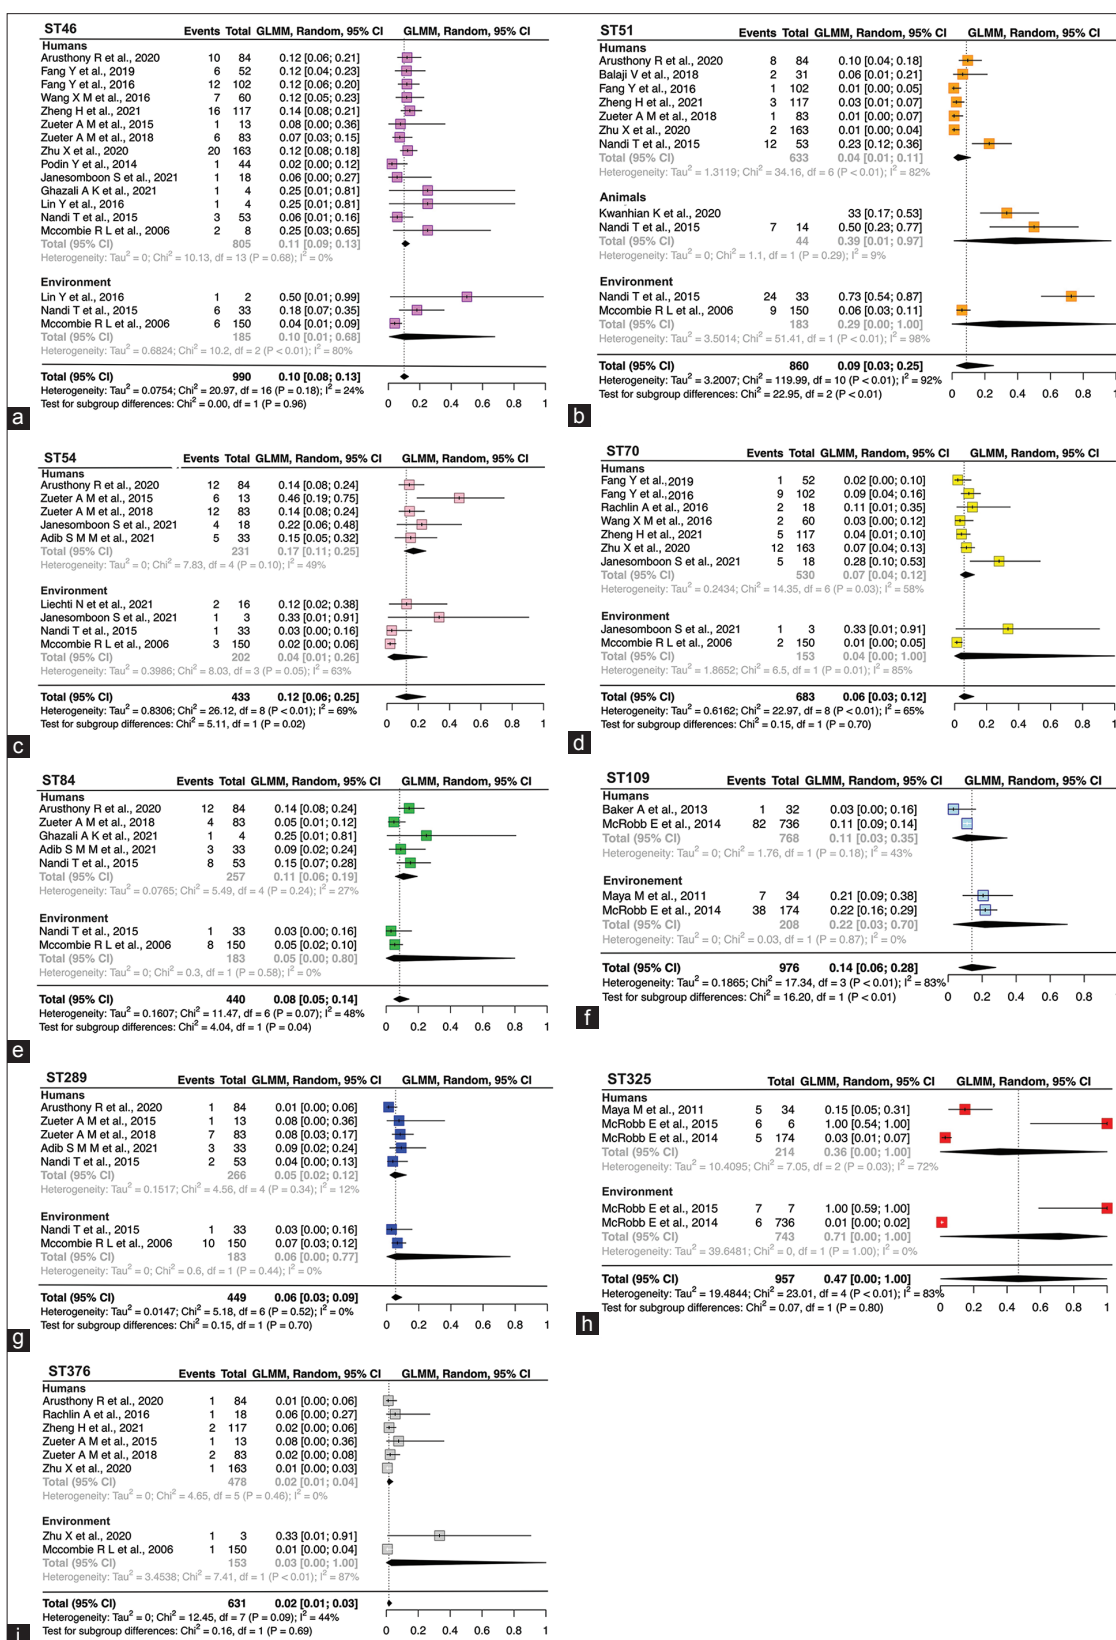 ST46
Events Total GLMM, Random, 95% CI GLMM, Random, 95% CI
Humans
Arusthony R et al., 2020 10 84 0.12 [0.06; 0.21]
Fang Y et al., 2019 6 52 0.12 [0.04; 0.23]
Fang Y et al., 2016 12 102 0.12 [0.06; 0.20]
Wang X M et al., 2016 7 60 0.12 [0.05; 0.23]
Zheng H et al., 2021 16 117 0.14 [0.08; 0.21]
Zueter A M et al., 2015 1 13 0.08 [0.00; 0.36]
Zueter A M et al., 2018 6 83 0.07 [0.03; 0.15]
Zhu X et al., 2020 20 163 0.12 [0.08; 0.18]
Podin Y et al., 2014 1 44 0.02 [0.00; 0.12]
Janesomboon S et al., 2021 1 18 0.06 [0.00; 0.27]
Ghazali A K et al., 2021 1 4 0.25 [0.01; 0.81]
Lin Y et al., 2016 1 4 0.25 [0.01; 0.81]
Nandi T et al., 2015 3 53 0.06 [0.01; 0.16]
Mccombie R L et al., 2006 2 8 0.25 [0.03; 0.65]
Total (95% CI) 805 0.11 [0.09; 0.13]
Heterogeneity: Tau² = 0; Chi² = 10.13, df = 13 (P = 0.68); I² = 0%
Environment
Lin Y et al., 2016 1 2 0.50 [0.01; 0.99]
Nandi T et al., 2015 6 33 0.18 [0.07; 0.35]
Mccombie R L et al., 2006 6 150 0.04 [0.01; 0.09]
Total (95% CI) 185 0.10 [0.01; 0.68]
Heterogeneity: Tau² = 0.6824; Chi² = 10.2, df = 2 (P < 0.01); I² = 80%
Total (95% CI) 990 0.10 [0.08; 0.13]
Heterogeneity: Tau² = 0.0754; Chi² = 20.97, df = 16 (P = 0.18); I² = 24%
Test for subgroup differences: Chi² = 0.00, df = 1 (P = 0.96)
0 0.2 0.4 0.6 0.8 1
a
ST51
Events Total GLMM, Random, 95% CI GLMM, Random, 95% CI
Humans
Arusthony R et al., 2020 8 84 0.10 [0.04; 0.18]
Balaji V et al., 2018 2 31 0.06 [0.01; 0.21]
Fang Y et al., 2016 1 102 0.01 [0.00; 0.05]
Zheng H et al., 2021 3 117 0.03 [0.01; 0.07]
Zueter A M et al., 2018 1 83 0.01 [0.00; 0.07]
Zhu X et al., 2020 2 163 0.01 [0.00; 0.04]
Nandi T et al., 2015 12 53 0.23 [0.12; 0.36]
Total (95% CI) 633 0.04 [0.01; 0.11]
Heterogeneity: Tau² = 1.3119; Chi² = 34.16, df = 6 (P < 0.01); I² = 82%
Animals
Kwanhian K et al., 2020 33 [0.17; 0.53]
Nandi T et al., 2015 7 14 0.50 [0.23; 0.77]
Total (95% CI) 44 0.39 [0.01; 0.97]
Heterogeneity: Tau² = 0; Chi² = 1.1, df = 1 (P = 0.29); I² = 9%
Environment
Nandi T et al., 2015 24 33 0.73 [0.54; 0.87]
Mccombie R L et al., 2006 9 150 0.06 [0.03; 0.11]
Total (95% CI) 183 0.29 [0.00; 1.00]
Heterogeneity: Tau² = 3.5014; Chi² = 51.41, df = 1 (P < 0.01); I² = 98%
Total (95% CI) 860 0.09 [0.03; 0.25]
Heterogeneity: Tau² = 3.2007; Chi² = 119.99, df = 10 (P < 0.01); I² = 92%
Test for subgroup differences: Chi² = 22.95, df = 2 (P < 0.01)
0 0.2 0.4 0.6 0.8 1
b
ST54
Events Total GLMM, Random, 95% CI GLMM, Random, 95% CI
Humans
Arusthony R et al., 2020 12 84 0.14 [0.08; 0.24]
Zueter A M et al., 2015 6 13 0.46 [0.19; 0.75]
Zueter A M et al., 2018 12 83 0.14 [0.08; 0.24]
Janesomboon S et al., 2021 4 18 0.22 [0.06; 0.48]
Adib S M M et al., 2021 5 33 0.15 [0.05; 0.32]
Total (95% CI) 231 0.17 [0.11; 0.25]
Heterogeneity: Tau² = 0; Chi² = 7.83, df = 4 (P = 0.10); I² = 49%
Environment
Liechti N et et al., 2021 2 16 0.12 [0.02; 0.38]
Janesomboon S et al., 2021 1 3 0.33 [0.01; 0.91]
Nandi T et al., 2015 1 33 0.03 [0.00; 0.16]
Mccombie R L et al., 2006 3 150 0.02 [0.00; 0.06]
Total (95% CI) 202 0.04 [0.01; 0.26]
Heterogeneity: Tau² = 0.3986; Chi² = 8.03, df = 3 (P = 0.05); I² = 63%
Total (95% CI) 433 0.12 [0.06; 0.25]
Heterogeneity: Tau² = 0.8306; Chi² = 26.12, df = 8 (P < 0.01); I² = 69%
Test for subgroup differences: Chi² = 5.11, df = 1 (P = 0.02)
0 0.2 0.4 0.6 0.8 1
c
ST70
Events Total GLMM, Random, 95% CI GLMM, Random, 95% CI
Humans
Fang Y et al., 2019 1 52 0.02 [0.00; 0.10]
Fang Y et al., 2016 9 102 0.09 [0.04; 0.16]
Rachlin A et al., 2016 2 18 0.11 [0.01; 0.35]
Wang X M et al., 2016 2 60 0.03 [0.00; 0.12]
Zheng H et al., 2021 5 117 0.04 [0.01; 0.10]
Zhu X et al., 2020 12 163 0.07 [0.04; 0.13]
Janesomboon S et al., 2021 5 18 0.28 [0.10; 0.53]
Total (95% CI) 530 0.07 [0.04; 0.12]
Heterogeneity: Tau² = 0.2434; Chi² = 14.35, df = 6 (P = 0.03); I² = 58%
Environment
Janesomboon S et al., 2021 1 3 0.33 [0.01; 0.91]
Mccombie R L et al., 2006 2 150 0.01 [0.00; 0.05]
Total (95% CI) 153 0.04 [0.00; 1.00]
Heterogeneity: Tau² = 1.8652; Chi² = 6.5, df = 1 (P = 0.01); I² = 85%
Total (95% CI) 683 0.06 [0.03; 0.12]
Heterogeneity: Tau² = 0.6162; Chi² = 22.97, df = 8 (P < 0.01); I² = 65%
Test for subgroup differences: Chi² = 0.15, df = 1 (P = 0.70)
0 0.2 0.4 0.6 0.8 1
d
ST84
Events Total GLMM, Random, 95% CI GLMM, Random, 95% CI
Humans
Arusthony R et al., 2020 12 84 0.14 [0.08; 0.24]
Zueter A M et al., 2018 4 83 0.05 [0.01; 0.12]
Ghazali A K et al., 2021 1 4 0.25 [0.01; 0.81]
Adib S M M et al., 2021 3 33 0.09 [0.02; 0.24]
Nandi T et al., 2015 8 53 0.15 [0.07; 0.28]
Total (95% CI) 257 0.11 [0.06; 0.19]
Heterogeneity: Tau² = 0.0765; Chi² = 5.49, df = 4 (P = 0.24); I² = 27%
Environment
Nandi T et al., 2015 1 33 0.03 [0.00; 0.16]
Mccombie R L et al., 2006 8 150 0.05 [0.02; 0.10]
Total (95% CI) 183 0.05 [0.00; 0.80]
Heterogeneity: Tau² = 0; Chi² = 0.3, df = 1 (P = 0.58); I² = 0%
Total (95% CI) 440 0.08 [0.05; 0.14]
Heterogeneity: Tau² = 0.1607; Chi² = 11.47, df = 6 (P = 0.07); I² = 48%
Test for subgroup differences: Chi² = 4.04, df = 1 (P = 0.04)
0 0.2 0.4 0.6 0.8 1
e
ST109
Events Total GLMM, Random, 95% CI GLMM, Random, 95% CI
Humans
Baker A et al., 2013 1 32 0.03 [0.00; 0.16]
McRobb E et al., 2014 82 736 0.11 [0.09; 0.14]
Total (95% CI) 768 0.11 [0.03; 0.35]
Heterogeneity: Tau² = 0; Chi² = 1.76, df = 1 (P = 0.18); I² = 43%
Environement
Maya M et al., 2011 7 34 0.21 [0.09; 0.38]
McRobb E et al., 2014 38 174 0.22 [0.16; 0.29]
Total (95% CI) 208 0.22 [0.03; 0.70]
Heterogeneity: Tau² = 0; Chi² = 0.03, df = 1 (P = 0.87); I² = 0%
Total (95% CI) 976 0.14 [0.06; 0.28]
Heterogeneity: Tau² = 0.1865; Chi² = 17.34, df = 3 (P < 0.01); I² = 83%
Test for subgroup differences: Chi² = 16.20, df = 1 (P < 0.01)
0 0.2 0.4 0.6 0.8 1
f
ST289
Events Total GLMM, Random, 95% CI GLMM, Random, 95% CI
Humans
Arusthony R et al., 2020 1 84 0.01 [0.00; 0.06]
Zueter A M et al., 2015 1 13 0.08 [0.00; 0.36]
Zueter A M et al., 2018 7 83 0.08 [0.03; 0.17]
Adib S M M et al., 2021 3 33 0.09 [0.02; 0.24]
Nandi T et al., 2015 2 53 0.04 [0.00; 0.13]
Total (95% CI) 266 0.05 [0.02; 0.12]
Heterogeneity: Tau² = 0.1517; Chi² = 4.56, df = 4 (P = 0.34); I² = 12%
Environment
Nandi T et al., 2015 1 33 0.03 [0.00; 0.16]
Mccombie R L et al., 2006 10 150 0.07 [0.03; 0.12]
Total (95% CI) 183 0.06 [0.00; 0.77]
Heterogeneity: Tau² = 0; Chi² = 0.6, df = 1 (P = 0.44); I² = 0%
Total (95% CI) 449 0.06 [0.03; 0.09]
Heterogeneity: Tau² = 0.0147; Chi² = 5.18, df = 6 (P = 0.52); I² = 0%
Test for subgroup differences: Chi² = 0.15, df = 1 (P = 0.70)
0 0.2 0.4 0.6 0.8 1
g
ST325
Total GLMM, Random, 95% CI GLMM, Random, 95% CI
Humans
Maya M et al., 2011 5 34 0.15 [0.05; 0.31]
McRobb E et al., 2015 6 6 1.00 [0.54; 1.00]
McRobb E et al., 2014 5 174 0.03 [0.01; 0.07]
Total (95% CI) 214 0.36 [0.00; 1.00]
Heterogeneity: Tau² = 10.4095; Chi² = 7.05, df = 2 (P = 0.03); I² = 72%
Environment
McRobb E et al., 2015 7 7 1.00 [0.59; 1.00]
McRobb E et al., 2014 6 736 0.01 [0.00; 0.02]
Total (95% CI) 743 0.71 [0.00; 1.00]
Heterogeneity: Tau² = 39.6481; Chi² = 0, df = 1 (P = 1.00); I² = 0%
Total (95% CI) 957 0.47 [0.00; 1.00]
Heterogeneity: Tau² = 19.4844; Chi² = 23.01, df = 4 (P < 0.01); I² = 83%
Test for subgroup differences: Chi² = 0.07, df = 1 (P = 0.80)
0 0.2 0.4 0.6 0.8 1
h
ST376
Events Total GLMM, Random, 95% CI GLMM, Random, 95% CI
Humans
Arusthony R et al., 2020 1 84 0.01 [0.00; 0.06]
Rachlin A et al., 2016 1 18 0.06 [0.00; 0.27]
Zheng H et al., 2021 2 117 0.02 [0.00; 0.06]
Zueter A M et al., 2015 1 13 0.08 [0.00; 0.36]
Zueter A M et al., 2018 2 83 0.02 [0.00; 0.08]
Zhu X et al., 2020 1 163 0.01 [0.00; 0.03]
Total (95% CI) 478 0.02 [0.01; 0.04]
Heterogeneity: Tau² = 0; Chi² = 4.65, df = 5 (P = 0.46); I² = 0%
Environment
Zhu X et al., 2020 1 3 0.33 [0.01; 0.91]
Mccombie R L et al., 2006 1 150 0.01 [0.00; 0.04]
Total (95% CI) 153 0.03 [0.00; 1.00]
Heterogeneity: Tau² = 3.4538; Chi² = 7.41, df = 1 (P < 0.01); I² = 87%
Total (95% CI) 631 0.02 [0.01; 0.03]
Heterogeneity: Tau² = 0; Chi² = 12.45, df = 7 (P = 0.09); I² = 44%
Test for subgroup differences: Chi² = 0.16, df = 1 (P = 0.69)
0 0.2 0.4 0.6 0.8 1
i